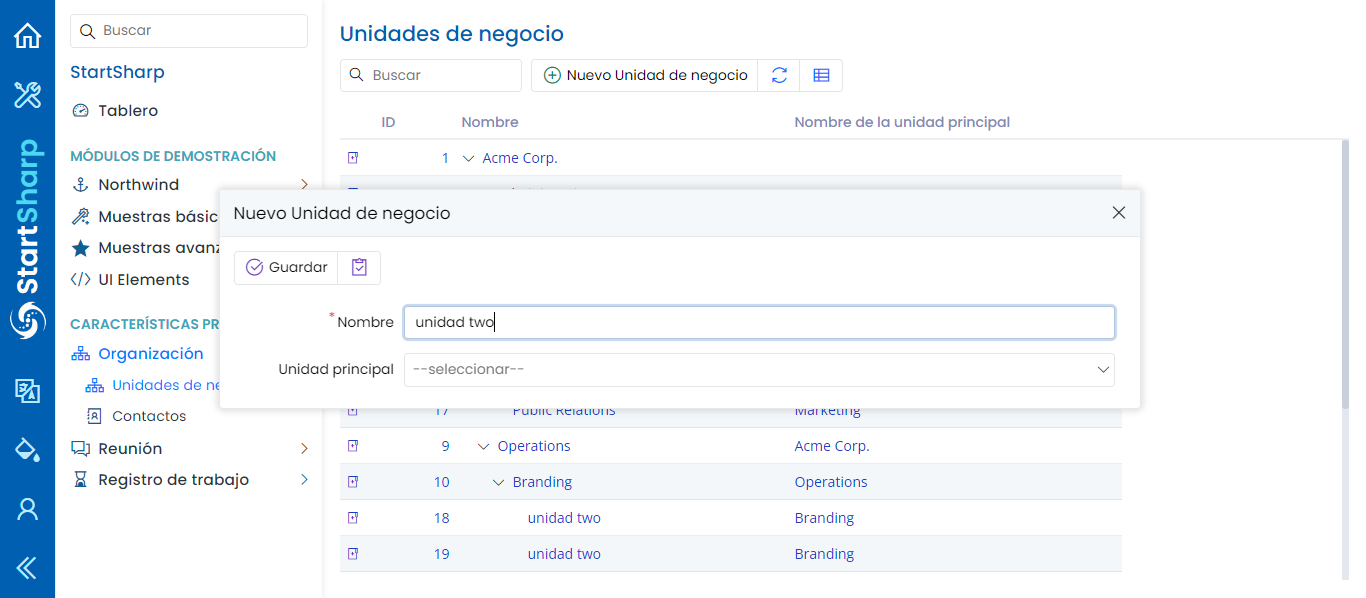 StartSharp
Buscar
StartSharp
Tablero
MÓDULOS DE DEMOSTRACIÓN
Northwind
Muestras básic
Muestras avanz
UI Elements
CARACTERÍSTICAS PR
Organización
Unidades de ne
Contactos
Reunión
Registro de trabajo
Unidades de negocio
Buscar
Nuevo Unidad de negocio
ID Nombre Nombre de la unidad principal
1 Acme Corp.
Nuevo Unidad de negocio
Guardar
*Nombre unidad two
Unidad principal --seleccionar--
17 Public Relations Marketing
9 Operations Acme Corp.
10 Branding Operations
18 unidad two Branding
19 unidad two Branding